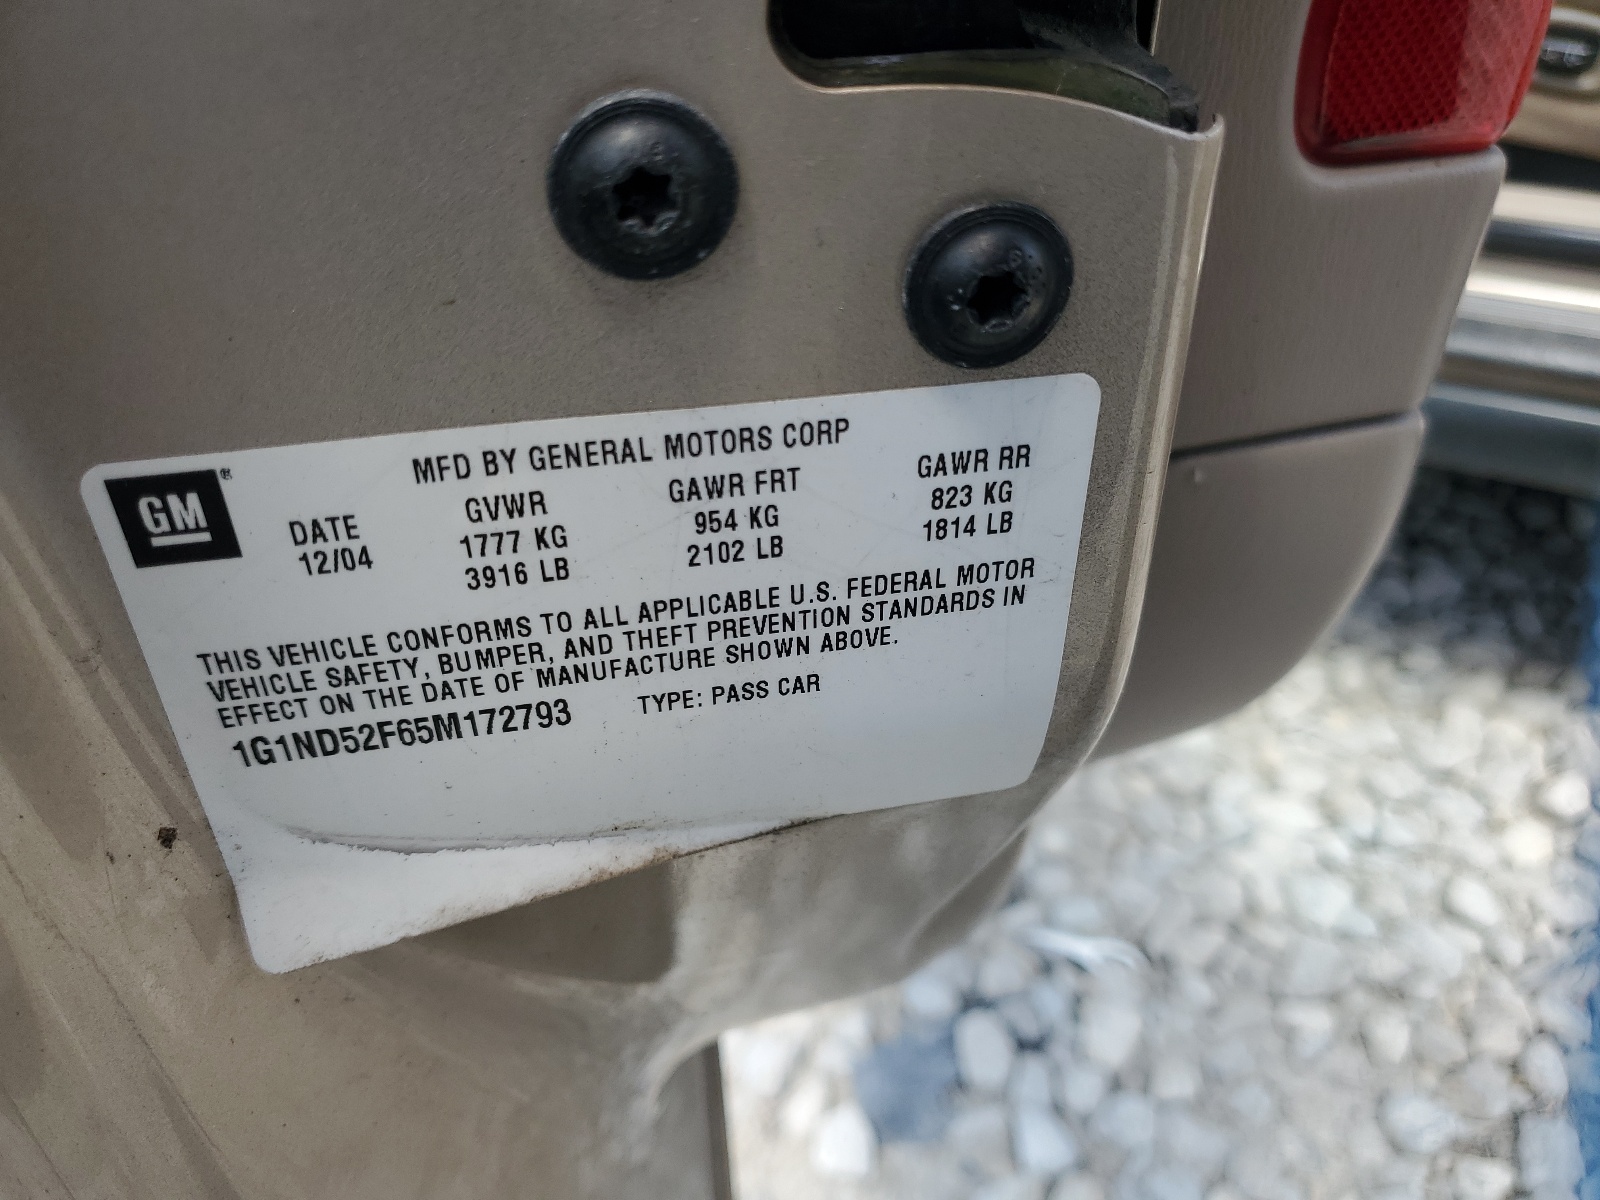 MFD BY GENERAL MOTORS CORP
GM®
DATE GVWR GAWR FRT GAWR RR
12/04 1777 KG 954 KG 823 KG
3916 LB 2102 LB 1814 LB
THIS VEHICLE CONFORMS TO ALL APPLICABLE U.S. FEDERAL MOTOR
VEHICLE SAFETY, BUMPER, AND THEFT PREVENTION STANDARDS IN
EFFECT ON THE DATE OF MANUFACTURE SHOWN ABOVE.
1G1ND52F65M172793 TYPE: PASS CAR